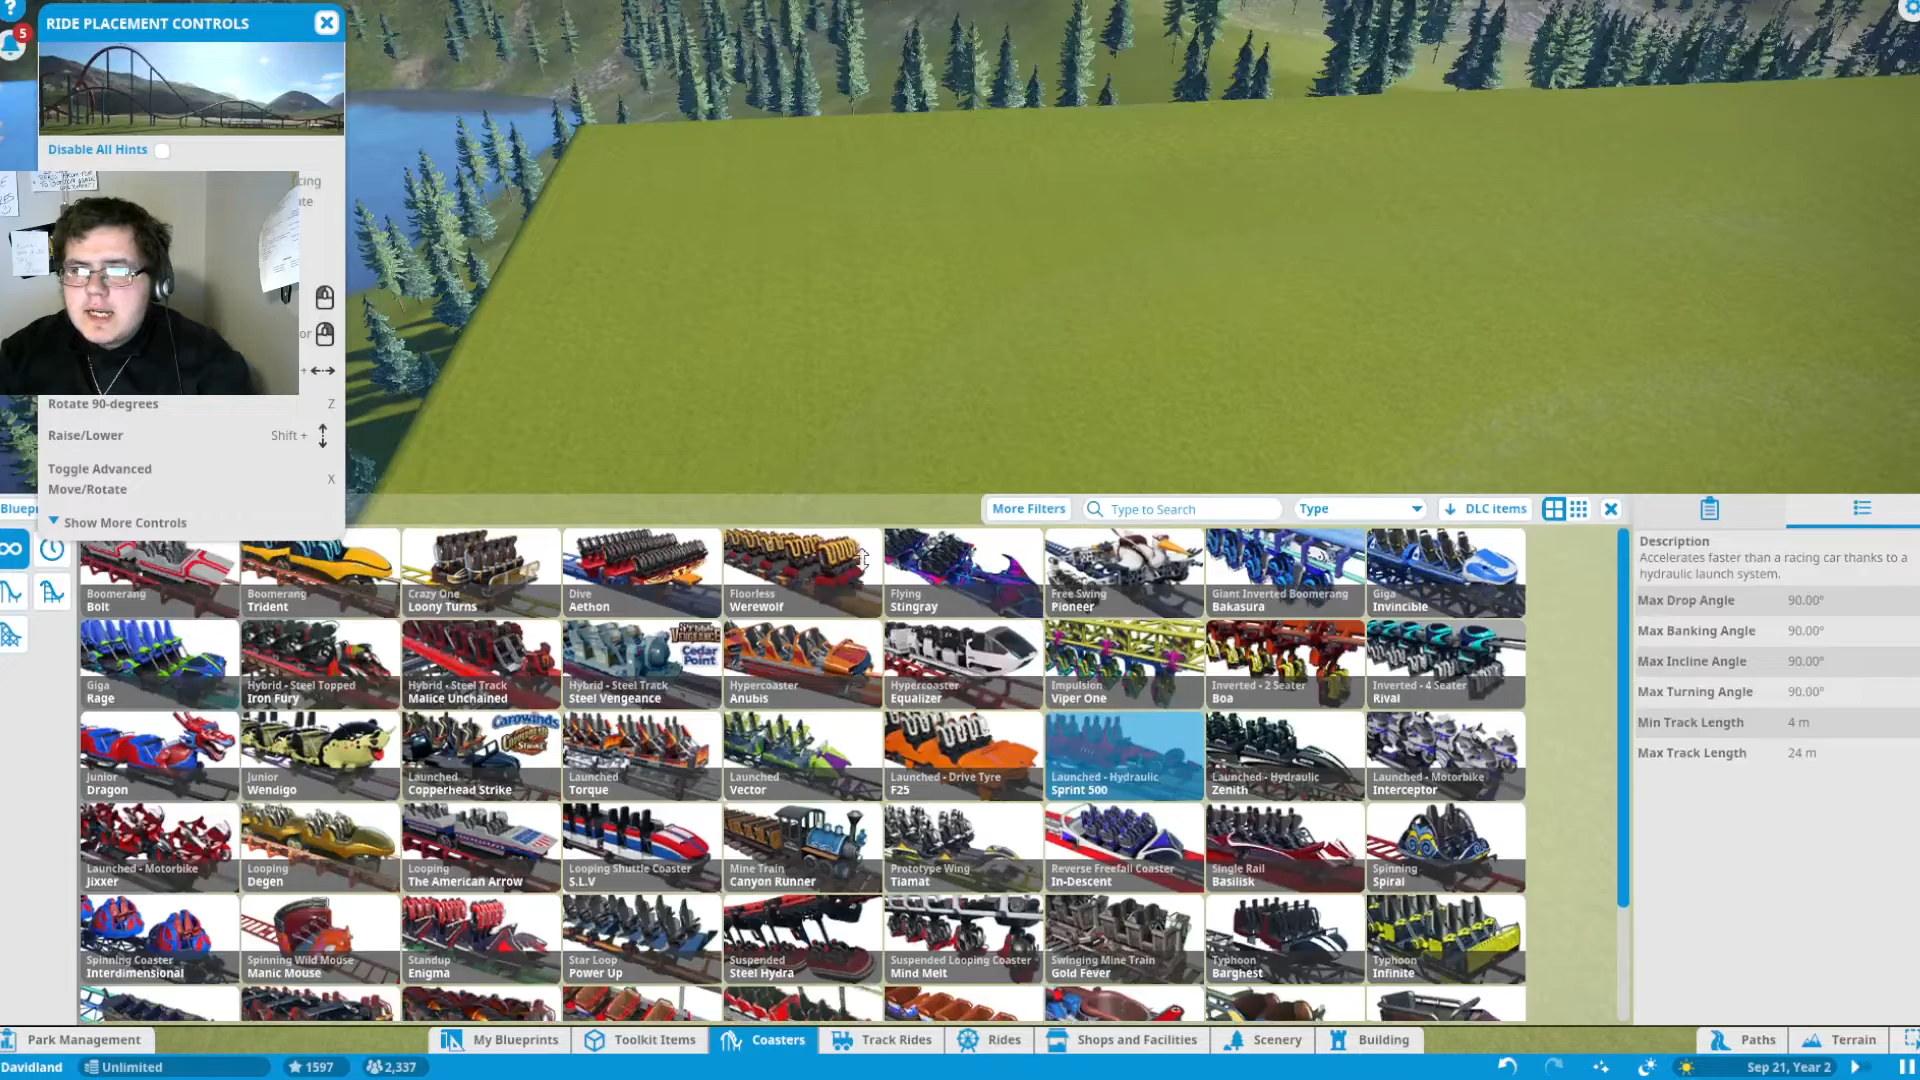 ?
5
RIDE PLACEMENT CONTROLS
Disable All Hints
cing
te
or
+
Rotate 90-degrees Z
Raise/Lower Shift +
Toggle Advanced
Move/Rotate X
Show More Controls
Bluep
More Filters
Type to Search
Type
DLC items
Boomerang
Bolt
Boomerang
Trident
Crazy One
Loony Turns
Dive
Aethon
Floorless
Werewolf
Flying
Stingray
Free Swing
Pioneer
Giant Inverted Boomerang
Bakasura
Giga
Invincible
Giga
Rage
Hybrid - Steel Topped
Iron Fury
Hybrid - Steel Track
Malice Unchained
STEEL VENGEANCE
Cedar Point
Hybrid - Steel Track
Steel Vengeance
Hypercoaster
Anubis
Hypercoaster
Equalizer
Impulsion
Viper One
Inverted - 2 Seater
Boa
Inverted - 4 Seater
Rival
Junior
Dragon
Junior
Wendigo
Carowinds
COPPERHEAD STRIKE
Launched
Copperhead Strike
Launched
Torque
Launched
Vector
Launched - Drive Tyre
F25
Launched - Hydraulic
Sprint 500
Launched - Hydraulic
Zenith
Launched - Motorbike
Interceptor
Launched - Motorbike
Jixxer
Looping
Degen
Looping
The American Arrow
Looping Shuttle Coaster
S.L.V
Mine Train
Canyon Runner
Prototype Wing
Tiamat
Reverse Freefall Coaster
In-Descent
Single Rail
Basilisk
Spinning
Spiral
Spinning Coaster
Interdimensional
Spinning Wild Mouse
Manic Mouse
Standup
Enigma
Star Loop
Power Up
Suspended
Steel Hydra
Suspended Looping Coaster
Mind Melt
Swinging Mine Train
Gold Fever
Typhoon
Barghest
Typhoon
Infinite
Description
Accelerates faster than a racing car thanks to a
hydraulic launch system.
Max Drop Angle 90.00°
Max Banking Angle 90.00°
Max Incline Angle 90.00°
Max Turning Angle 90.00°
Min Track Length 4 m
Max Track Length 24 m
Park Management
My Blueprints
Toolkit Items
Coasters
Track Rides
Rides
Shops and Facilities
Scenery
Building
Paths
Terrain
Davidland
Unlimited
1597
2,337
Sep 21, Year 2